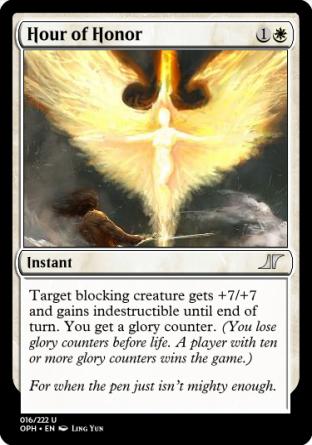 Hour of Honor 1
Instant
Target blocking creature gets +7/+7
and gains indestructible until end of
turn. You get a glory counter. (You lose
glory counters before life. A player with ten
or more glory counters wins the game.)
For when the pen just isn't mighty enough.
016/222 U
OPH • EN Ling Yun